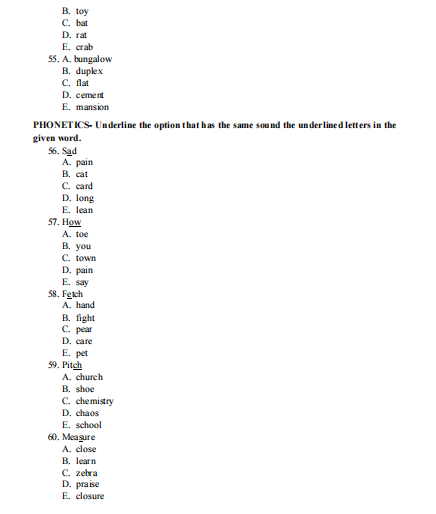 B. toy
C. bat
D. rat
E. crab
55. A. bungalow
B. duplex
C. flat
D. cement
E. mansion
PHONETICS- Underline the option that has the same sound the underlined letters in the
given word.
56. Sad
A. pain
B. cat
C. card
D. long
E. lean
57. How
A. toe
B. you
C. town
D. pain
E. say
58. Fetch
A. hand
B. fight
C. pear
D. care
E. pet
59. Pitch
A. church
B. shoe
C. chemistry
D. chaos
E. school
60. Measure
A. close
B. learn
C. zebra
D. praise
E. closure